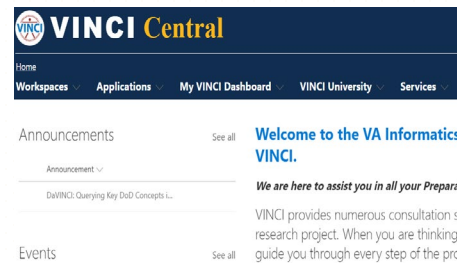 VINCI VINCI Central
Home
Workspaces Applications My VINCI Dashboard VINCI University Services
Announcements See all
Announcement
DaVINCI: Querying Key DoD Concepts i...
Events See all
Welcome to the VA Informatics
VINCI.
We are here to assist you in all your Prepara
VINCI provides numerous consultation s
research project. When you are thinking
guide you through every step of the pro